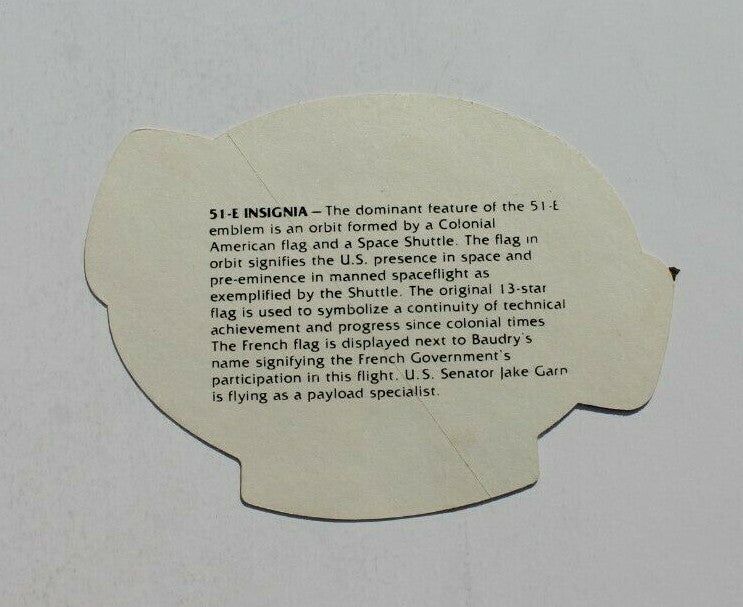 51-E INSIGNIA — The dominant feature of the 51-E
emblem is an orbit formed by a Colonial
American flag and a Space Shuttle. The flag in
orbit signifies the U.S. presence in space and
pre-eminence in manned spaceflight as
exemplified by the Shuttle. The original 13-star
flag is used to symbolize a continuity of technical
achievement and progress since colonial times
The French flag is displayed next to Baudry's
name signifying the French Government's
participation in this flight. U.S. Senator Jake Garn
is flying as a payload specialist.